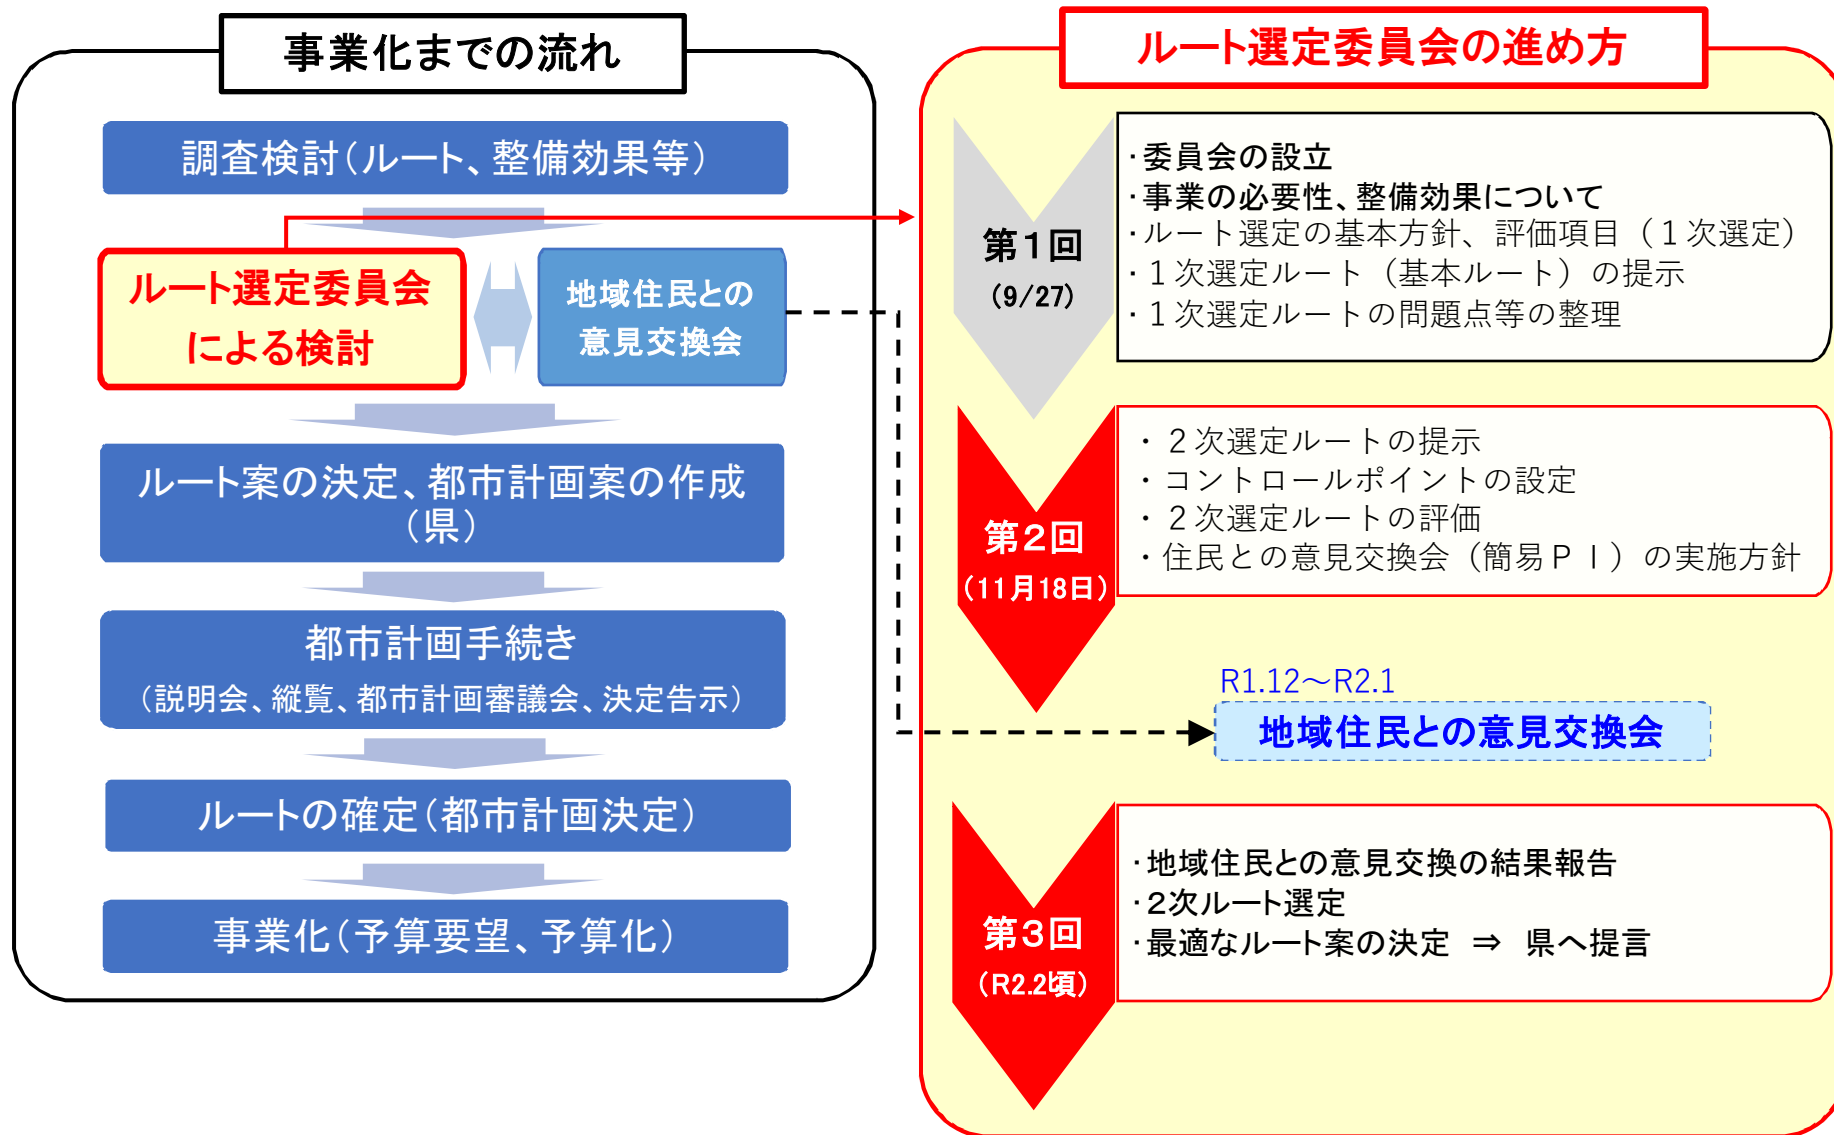 事業化までの流れ
調査検討(ルート、整備効果等)
ルート選定委員会
による検討
地域住民との
意見交換会
ルート案の決定、都市計画案の作成
(県)
都市計画手続き
(説明会、縦覧、都市計画審議会、決定告示)
ルートの確定(都市計画決定)
事業化(予算要望、予算化)
ルート選定委員会の進め方
第1回
(9/27)
・委員会の設立
・事業の必要性、整備効果について
・ルート選定の基本方針、評価項目(1次選定)
・1次選定ルート(基本ルート)の提示
・1次選定ルートの問題点等の整理
第2回
(11月18日)
・2次選定ルートの提示
・コントロールポイントの設定
・2次選定ルートの評価
・住民との意見交換会(簡易PI)の実施方針
R1.12～R2.1
地域住民との意見交換会
第3回
(R2.2頃)
・地域住民との意見交換の結果報告
・2次ルート選定
・最適なルート案の決定 ⇒ 県へ提言